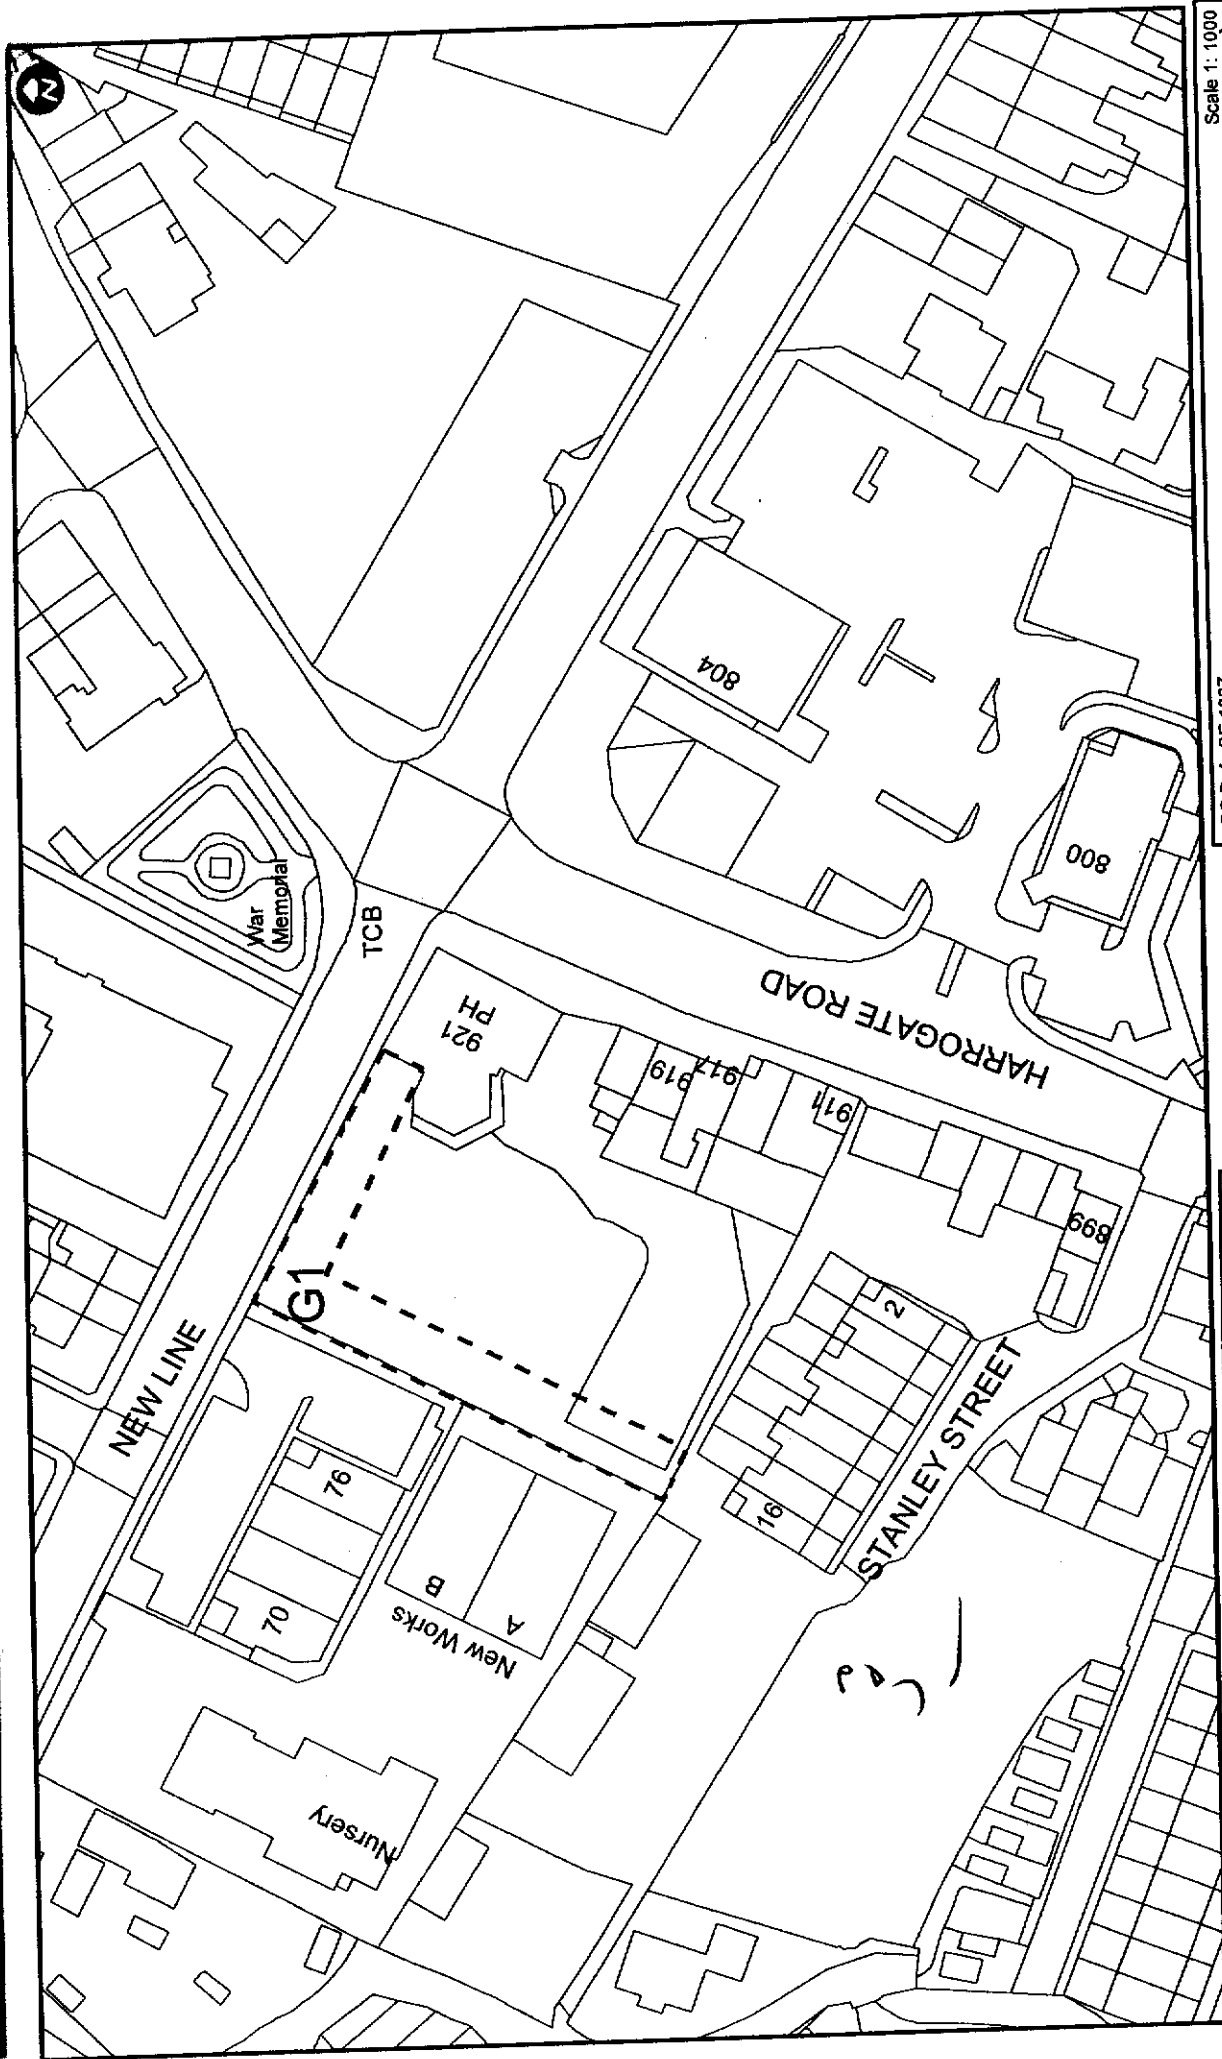 N
War
Memorial
TCB
921
PH
804
800
HARROGATE ROAD
919
917
911
899
NEW LINE
G1
76
70
B
A
New Works
2
16
STANLEY STREET
Nursery
Scale 1: 1000